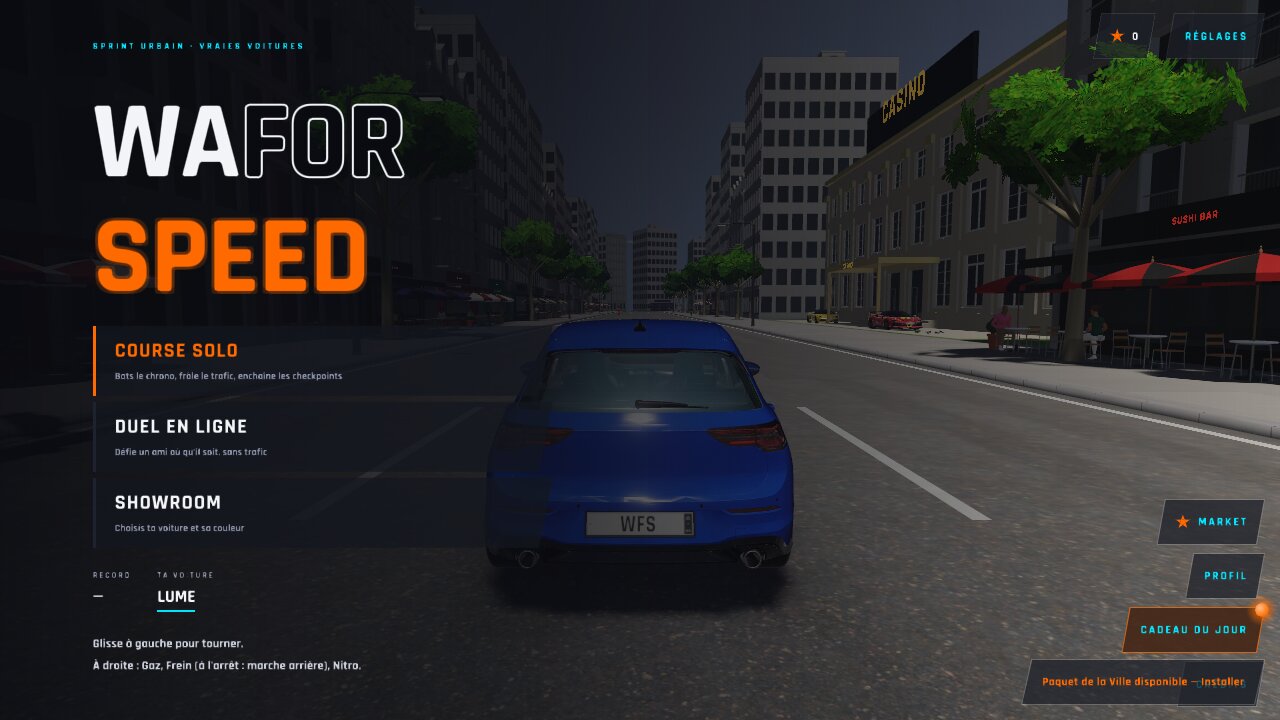 SPRINT URBAIN · VRAIES VOITURES
★ 0
RÉGLAGES
WAFOR
SPEED
CASINO
SUSHI BAR
COURSE SOLO
Bats le chrono, frôle le trafic, enchaîne les checkpoints
DUEL EN LIGNE
Défie un ami ou qu'il soit, sans trafic
SHOWROOM
Choisis ta voiture et sa couleur
WFS
RECORD
TA VOITURE
—
LUME
Glisse à gauche pour tourner.
À droite : Gaz, Frein (à l'arrêt : marche arrière), Nitro.
★ MARKET
PROFIL
CADEAU DU JOUR
Paquet de la Ville disponible — Installer